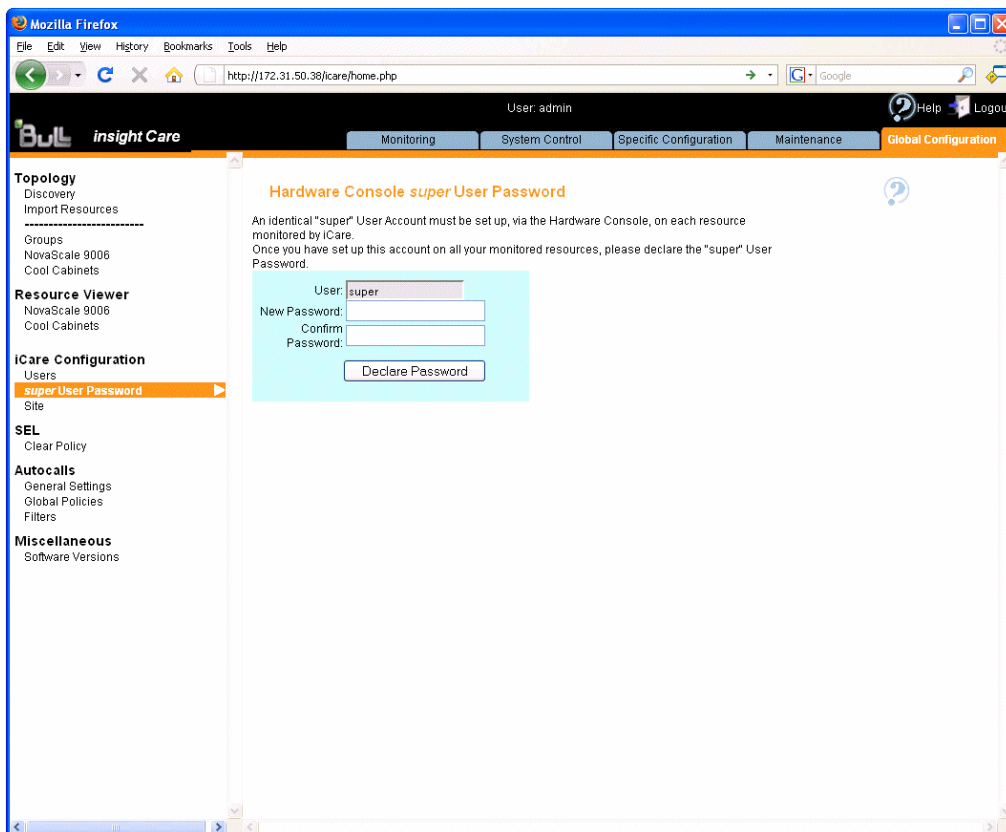 Mozilla Firefox
File Edit View History Bookmarks Tools Help
http://172.31.50.38/icare/home.php
G Google
User: admin
Help Logou
Bull insight Care
Monitoring System Control Specific Configuration Maintenance Global Configuration
Topology
Discovery
Import Resources
--------------------------
Groups
NovaScale 9006
Cool Cabinets
Resource Viewer
NovaScale 9006
Cool Cabinets
iCare Configuration
Users
super User Password
Site
SEL
Clear Policy
Autocalls
General Settings
Global Policies
Filters
Miscellaneous
Software Versions
Hardware Console super User Password
An identical "super" User Account must be set up, via the Hardware Console, on each resource
monitored by iCare.
Once you have set up this account on all your monitored resources, please declare the "super" User
Password.
User: super
New Password:
Confirm
Password:
Declare Password